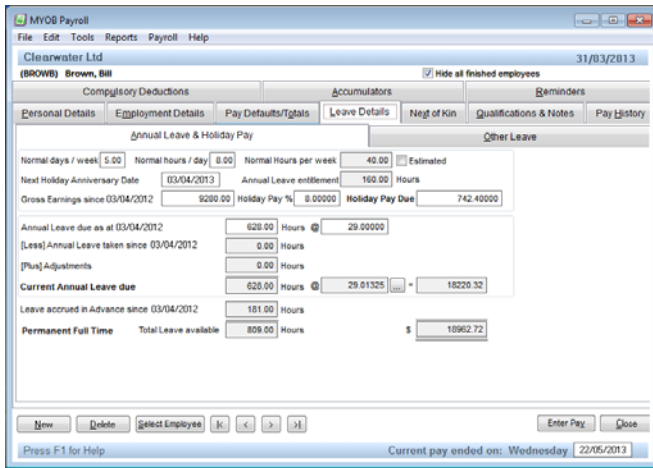 MYOB Payroll
File Edit Tools Reports Payroll Help
Clearwater Ltd 31/03/2013
(BROWB) Brown, Bill Hide all finished employees
Compulsory Deductions Accumulators Reminders
Personal Details Employment Details Pay Defaults/Totals Leave Details Next of Kin Qualifications & Notes Pay History
Annual Leave & Holiday Pay Other Leave
Normal days / week 5.00 Normal hours / day 8.00 Normal Hours per week 40.00 Estimated
Next Holiday Anniversary Date 03/04/2013 Annual Leave entitlement 160.00 Hours
Gross Earnings since 03/04/2012 9280.00 Holiday Pay % 8.00000 Holiday Pay Due 742.40000
Annual Leave due as at 03/04/2012 628.00 Hours @ 29.00000
[Less] Annual Leave taken since 03/04/2012 0.00 Hours
[Plus] Adjustments 0.00 Hours
Current Annual Leave due 628.00 Hours @ 29.01325 ... = 18220.32
Leave accrued in Advance since 03/04/2012 181.00 Hours
Permanent Full Time Total Leave available 809.00 Hours $ 18962.72
New Delete Select Employee |< < > >| Enter Pay Close
Press F1 for Help Current pay ended on: Wednesday 22/05/2013